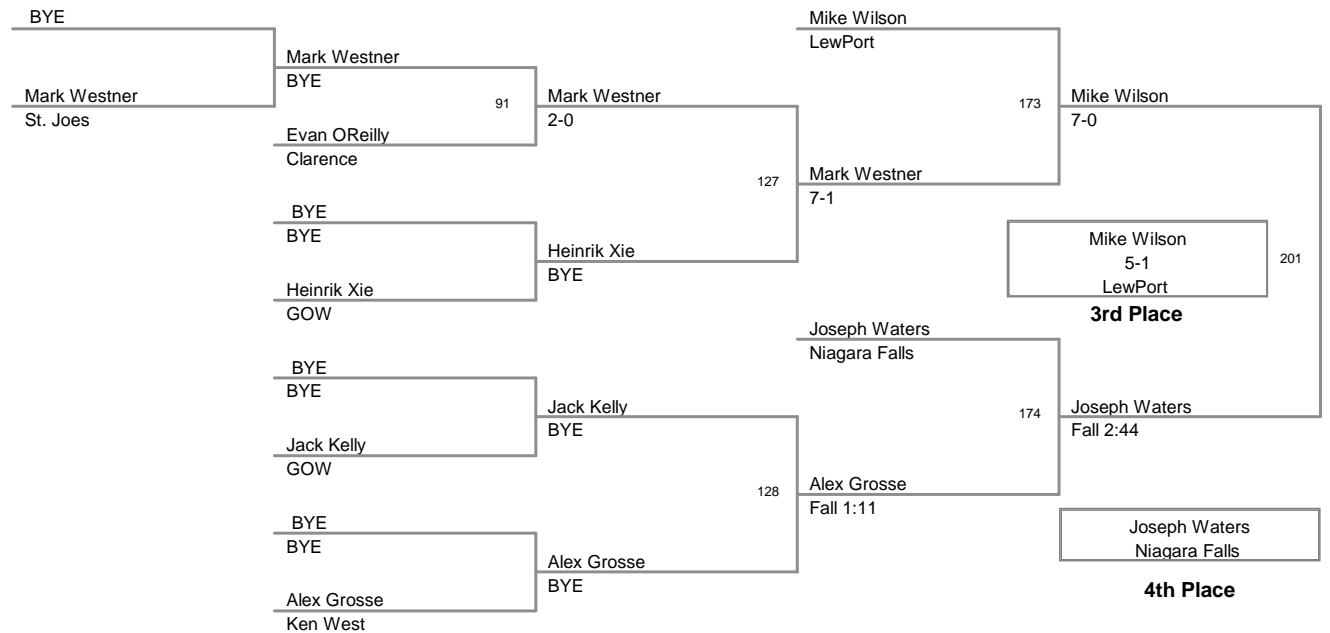 BYE
Mark Westner
St. Joes
Mark Westner
BYE
Evan OReilly
Clarence
BYE
BYE
Heinrik Xie
GOW
BYE
BYE
Jack Kelly
GOW
BYE
BYE
Alex Grosse
Ken West
91
Mark Westner
2-0
Heinrik Xie
BYE
Jack Kelly
BYE
Alex Grosse
BYE
127
128
Mike Wilson
LewPort
Mark Westner
7-1
Joseph Waters
Niagara Falls
Alex Grosse
Fall 1:11
173
174
Mike Wilson
7-0
Joseph Waters
Fall 2:44
201
Mike Wilson
5-1
LewPort
3rd Place
Joseph Waters
Niagara Falls
4th Place